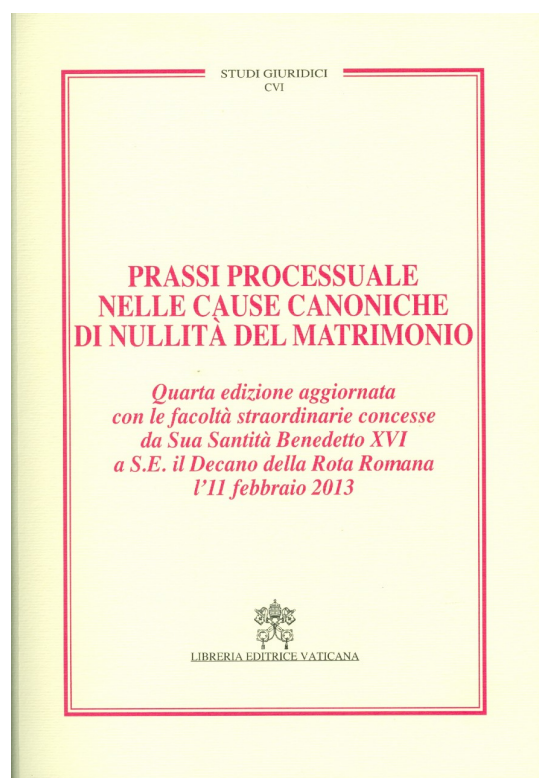 STUDI GIURIDICI
CVI
PRASSI PROCESSUALE
NELLE CAUSE CANONICHE
DI NULLITÀ DEL MATRIMONIO
Quarta edizione aggiornata
con le facoltà straordinarie concesse
da Sua Santità Benedetto XVI
a S.E. il Decano della Rota Romana
l'11 febbraio 2013
LIBRERIA EDITRICE VATICANA